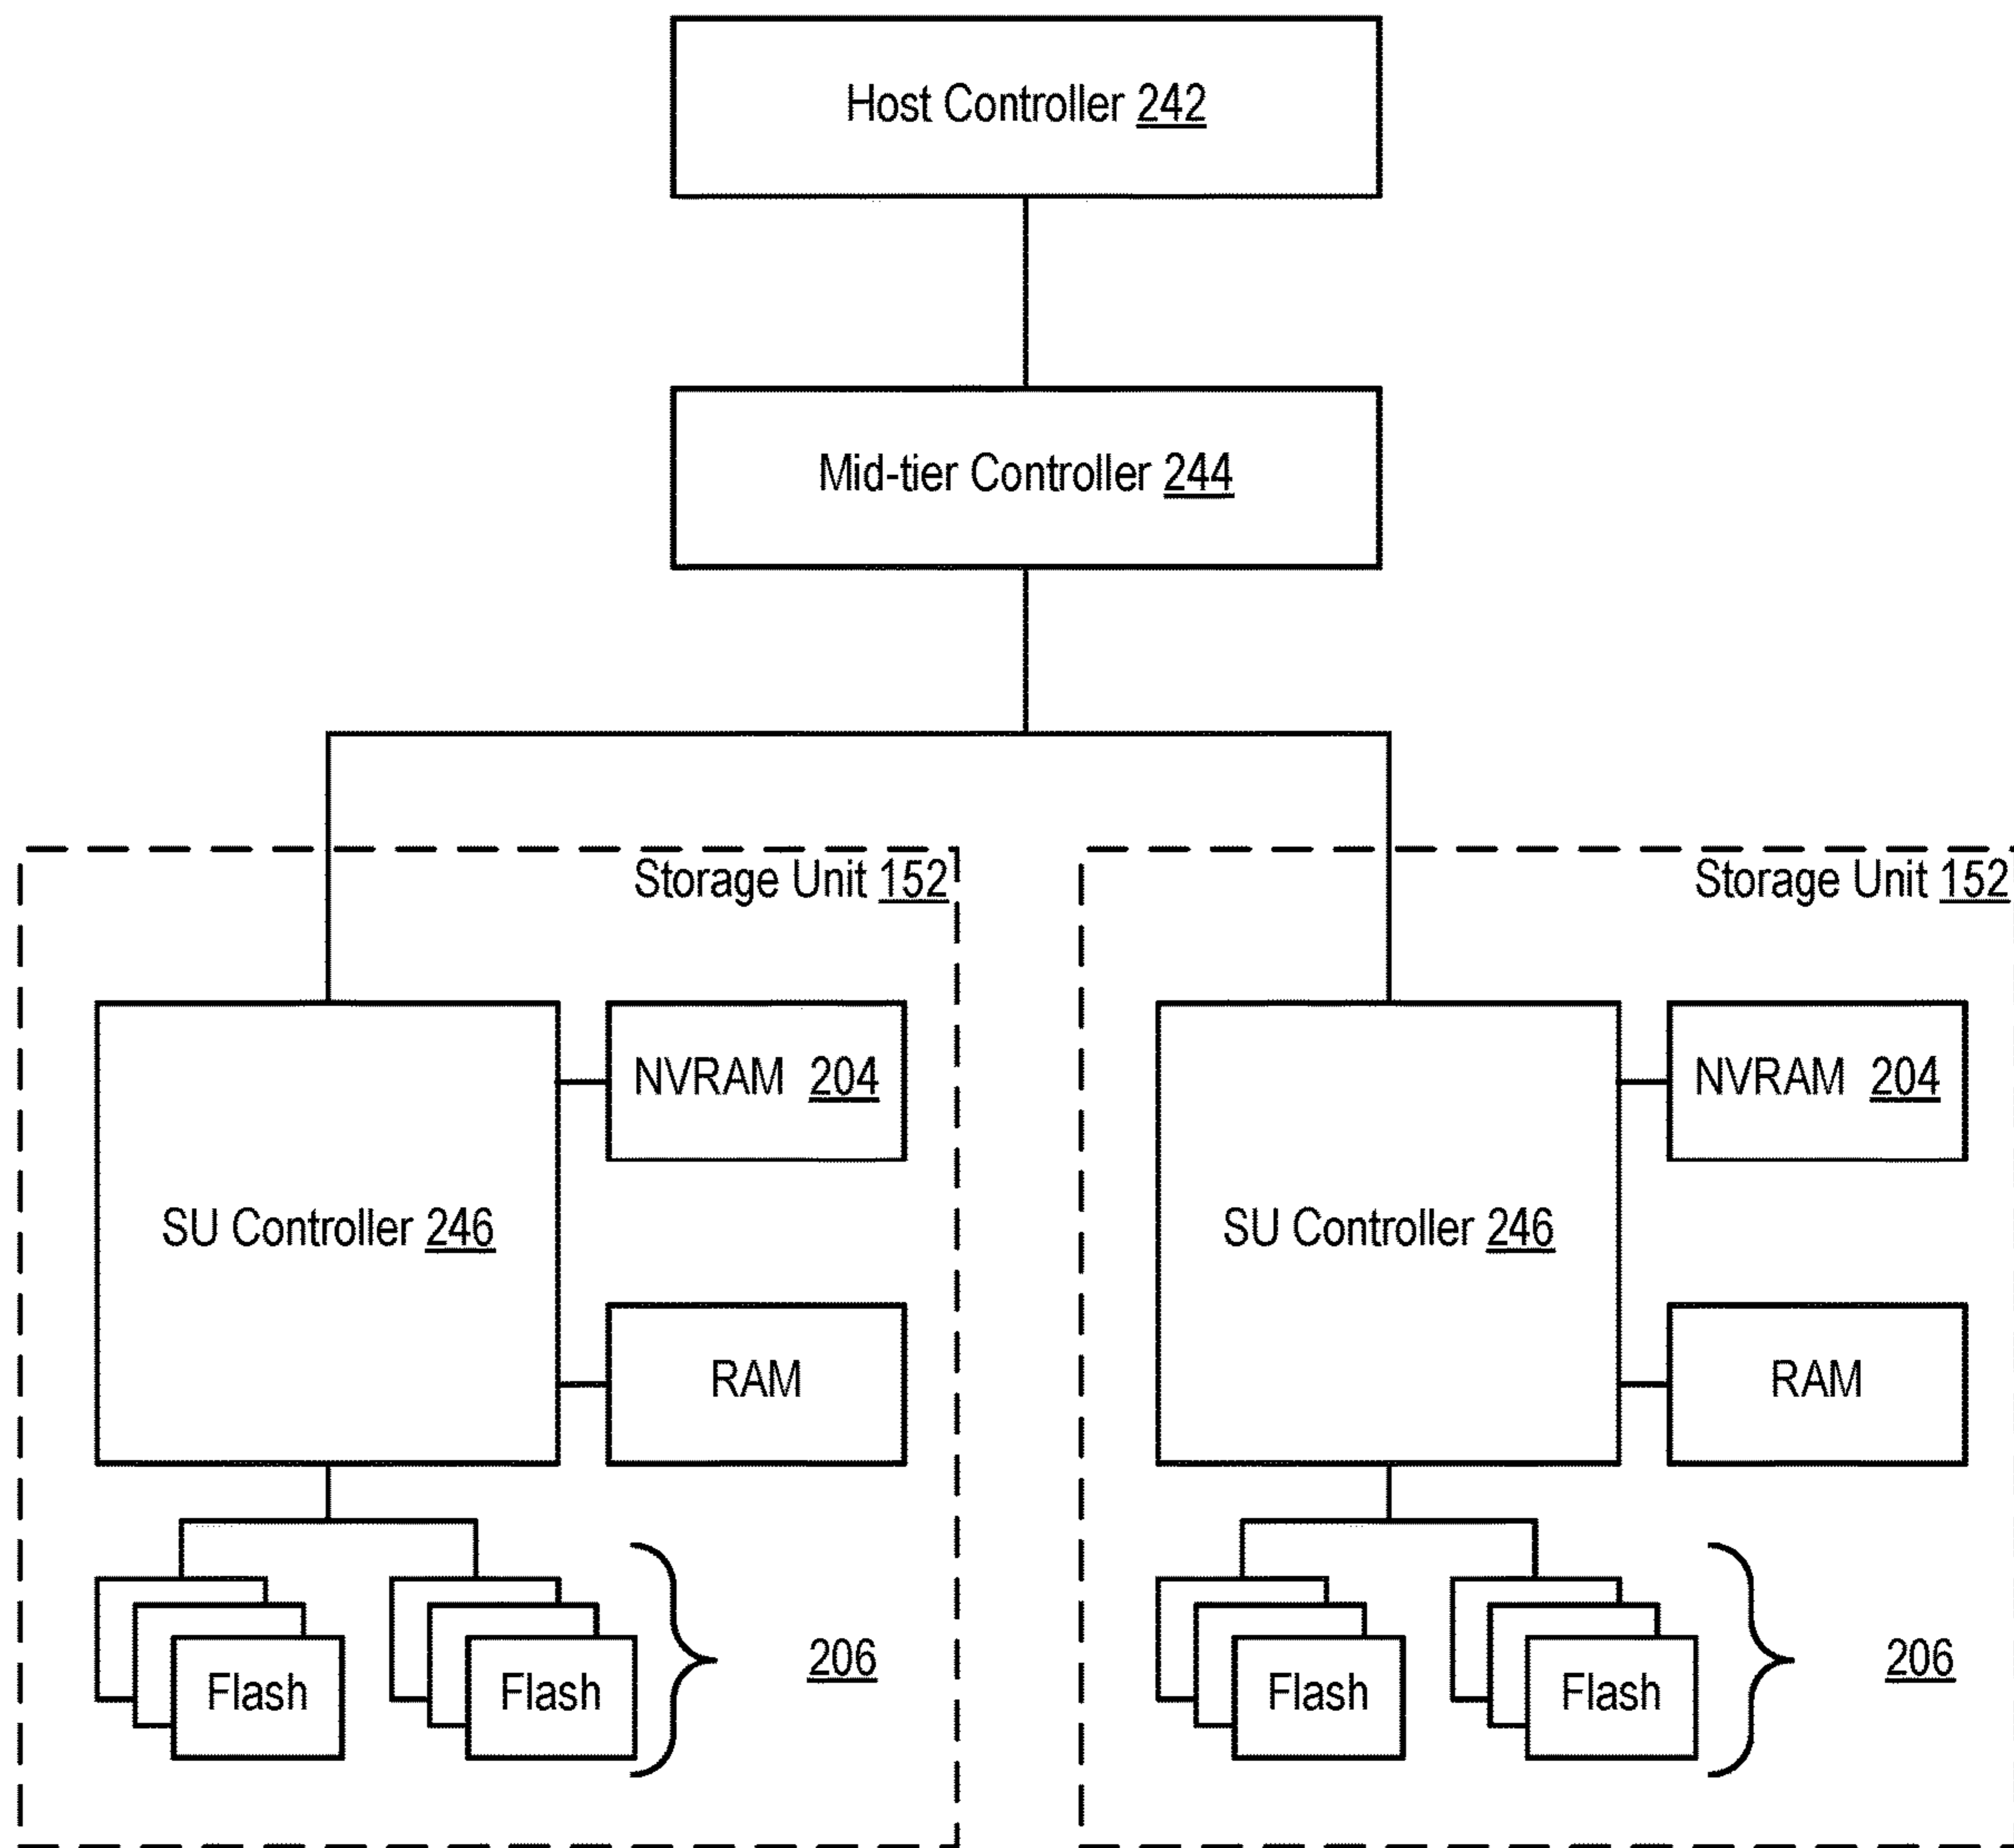 Host Controller 242
Mid-tier Controller 244
Storage Unit 152
Storage Unit 152
NVRAM 204
NVRAM 204
SU Controller 246
SU Controller 246
RAM
RAM
206
206
Flash
Flash
Flash
Flash